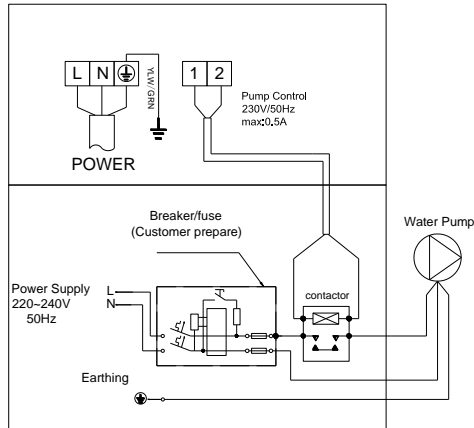 L N
YLW/GRN
1 2
Pump Control
230V/50Hz
max:0.5A
POWER
Breaker/fuse
(Customer prepare)
Water Pump
Power Supply
220~240V
50Hz
L
N
contactor
Earthing